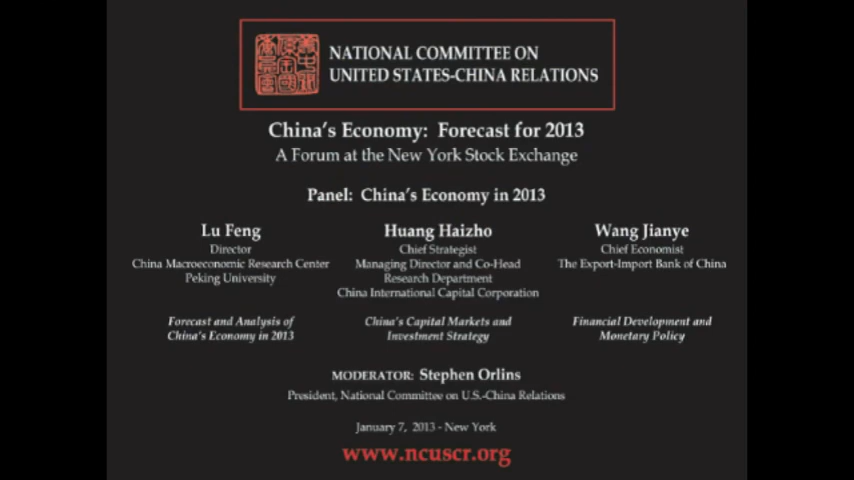 NATIONAL COMMITTEE ON
UNITED STATES-CHINA RELATIONS
China's Economy: Forecast for 2013
A Forum at the New York Stock Exchange
Panel: China's Economy in 2013
Lu Feng
Director
China Macroeconomic Research Center
Peking University
Forecast and Analysis of
China's Economy in 2013
Huang Haizho
Chief Strategist
Managing Director and Co-Head
Research Department
China International Capital Corporation
China's Capital Markets and
Investment Strategy
Wang Jianye
Chief Economist
The Export-Import Bank of China
Financial Development and
Monetary Policy
MODERATOR: Stephen Orlins
President, National Committee on U.S.-China Relations
January 7, 2013 - New York
www.ncuscr.org